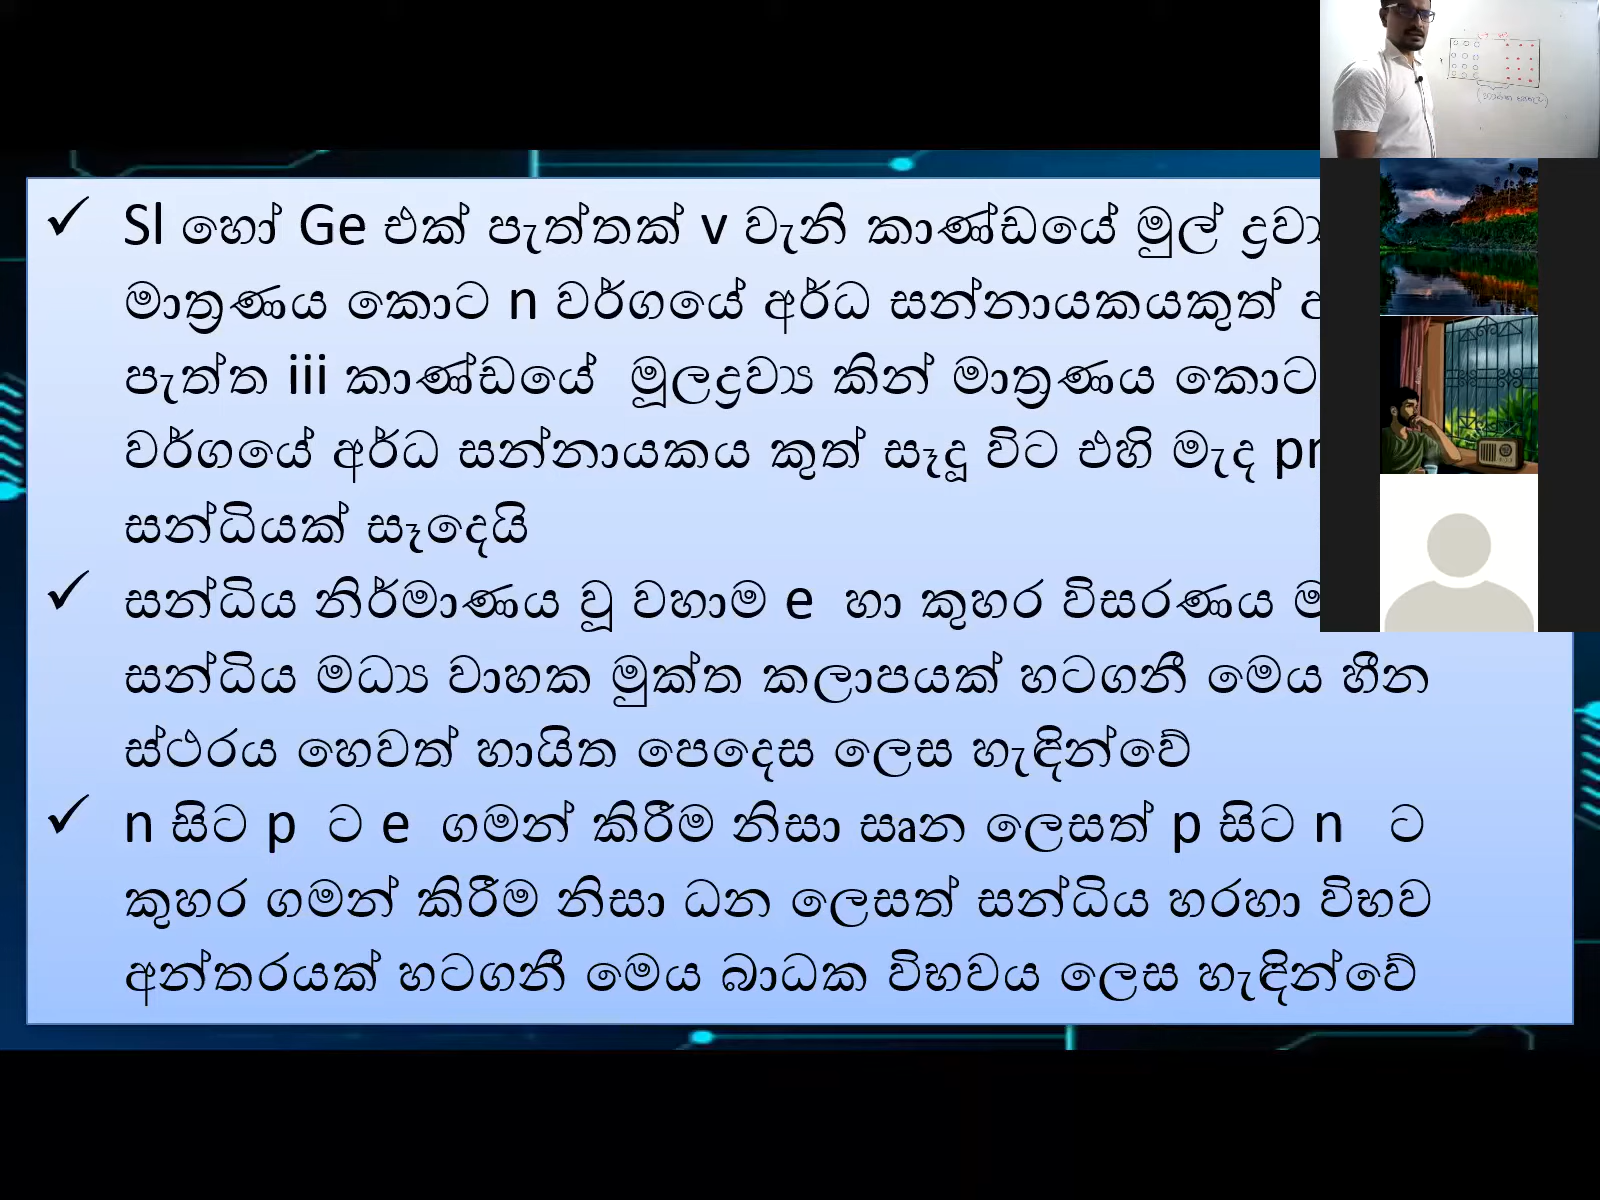 ✓ Sl හෝ Ge එක් පැත්තක් v වැනි කාණ්ඩයේ මුල් ද්‍රව්‍ය
මාත්‍රණය කොට n වර්ගයේ අර්ධ සන්නායකයකුත් අ
පැත්ත iii කාණ්ඩයේ මූලද්‍රව්‍ය කින් මාත්‍රණය කොට
වර්ගයේ අර්ධ සන්නායකය කුත් සෑදූ විට එහි මැද pn
සන්ධියක් සෑදෙයි
✓ සන්ධිය නිර්මාණය වූ වහාම e හා කුහර විසරණය ම
සන්ධිය මධ්‍ය වාහක මුක්ත කලාපයක් හටගනී මෙය හීන
ස්ථරය හෙවත් හායිත පෙදෙස ලෙස හැඳින්වේ
✓ n සිට p ට e ගමන් කිරීම නිසා සෘන ලෙසත් p සිට n ට
කුහර ගමන් කිරීම නිසා ධන ලෙසත් සන්ධිය හරහා විභව
අන්තරයක් හටගනී මෙය බාධක විභවය ලෙස හැඳින්වේ